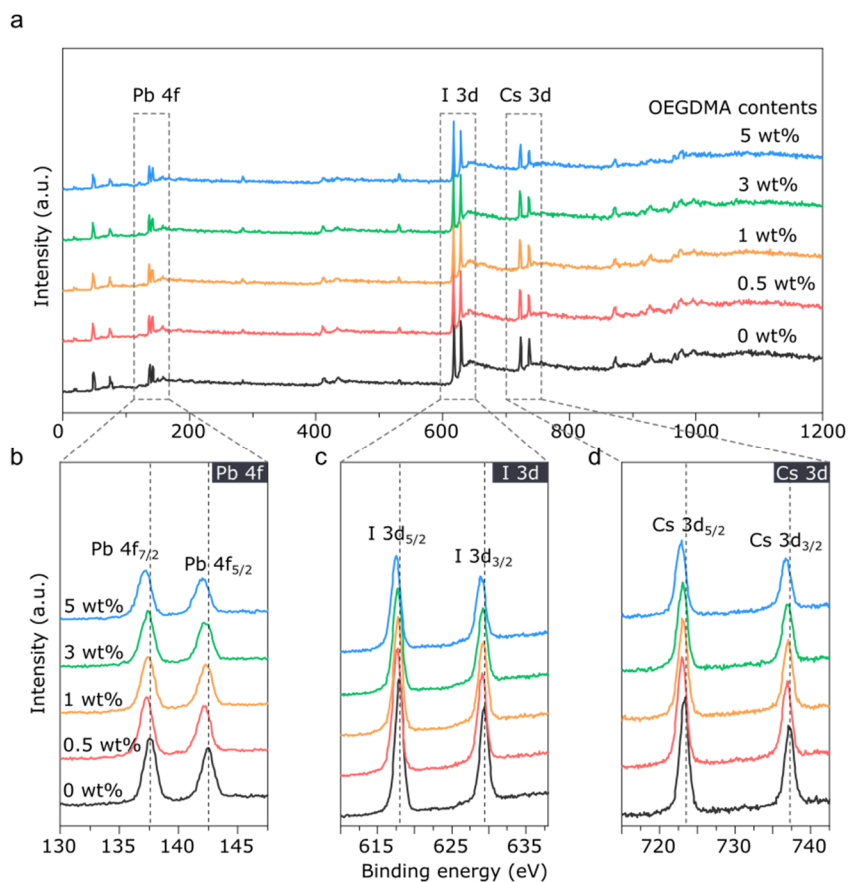 a
Pb 4f
I 3d
Cs 3d
OEGDMA contents
5 wt%
3 wt%
1 wt%
0.5 wt%
0 wt%
Intensity (a.u.)
0 200 400 600 800 1000 1200
b
Pb 4f
Pb 4f7/2
Pb 4f5/2
5 wt%
3 wt%
1 wt%
0.5 wt%
0 wt%
Intensity (a.u.)
130 135 140 145
c
I 3d
I 3d5/2
I 3d3/2
615 625 635
d
Cs 3d
Cs 3d5/2
Cs 3d3/2
720 730 740
Binding energy (eV)